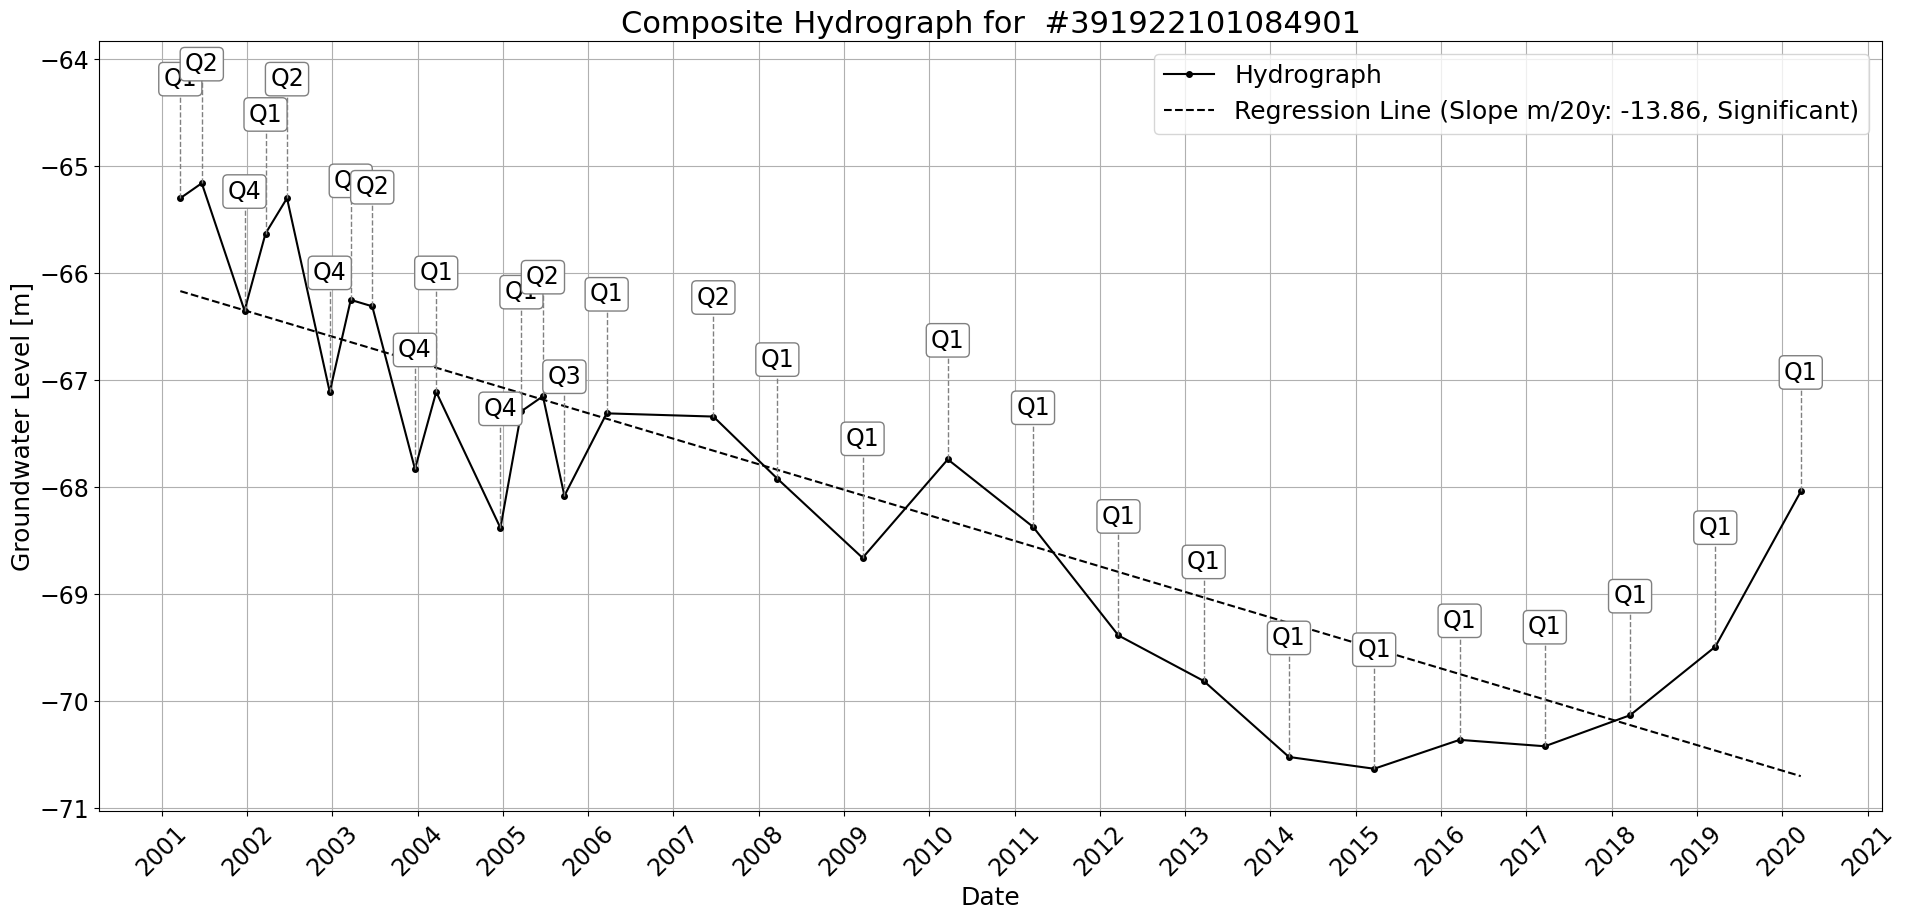 Composite Hydrograph for #391922101084901
Hydrograph
Regression Line (Slope m/20y: -13.86, Significant)
Groundwater Level [m]
−64
−65
−66
−67
−68
−69
−70
−71
Q1
Q2
Q4
Q1
Q2
Q4
Q
Q2
Q4
Q1
Q4
Q1
Q2
Q3
Q1
Q2
Q1
Q1
Q1
Q1
Q1
Q1
Q1
Q1
Q1
Q1
Q1
Q1
Q1
2001
2002
2003
2004
2005
2006
2007
2008
2009
2010
2011
2012
2013
2014
2015
2016
2017
2018
2019
2020
2021
Date